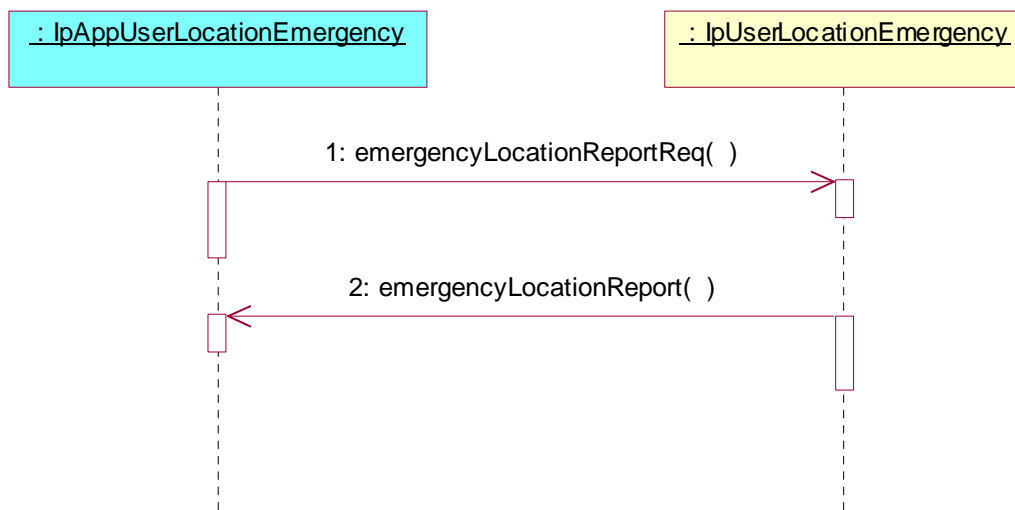 : IpAppUserLocationEmergency
: IpUserLocationEmergency
1: emergencyLocationReportReq( )
2: emergencyLocationReport( )